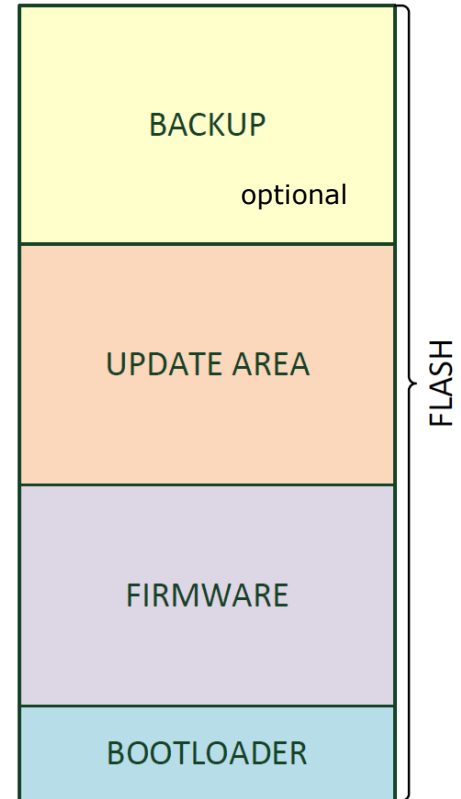 BACKUP
optional
UPDATE AREA
FLASH
FIRMWARE
BOOTLOADER